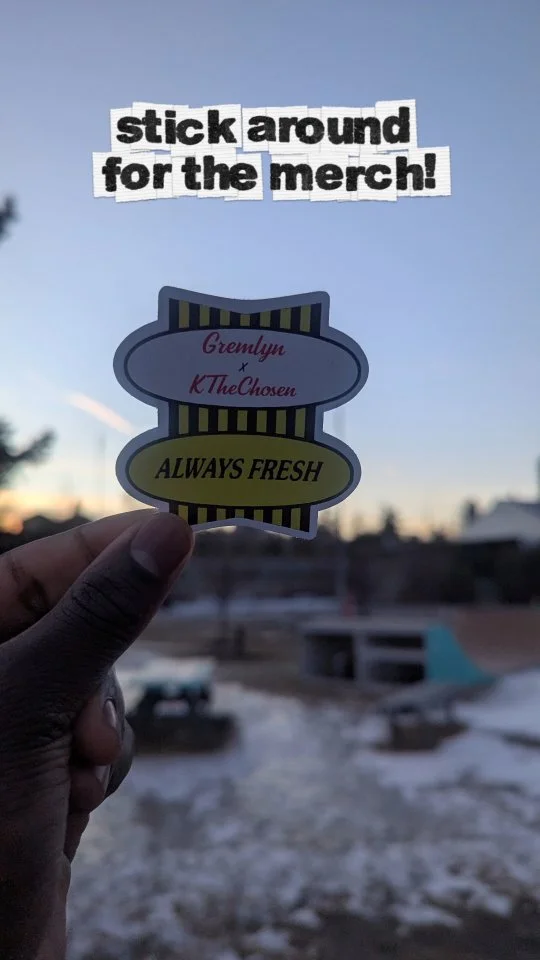 stick around
for the merch!
Gremlyn
x
KTheChosen
ALWAYS FRESH